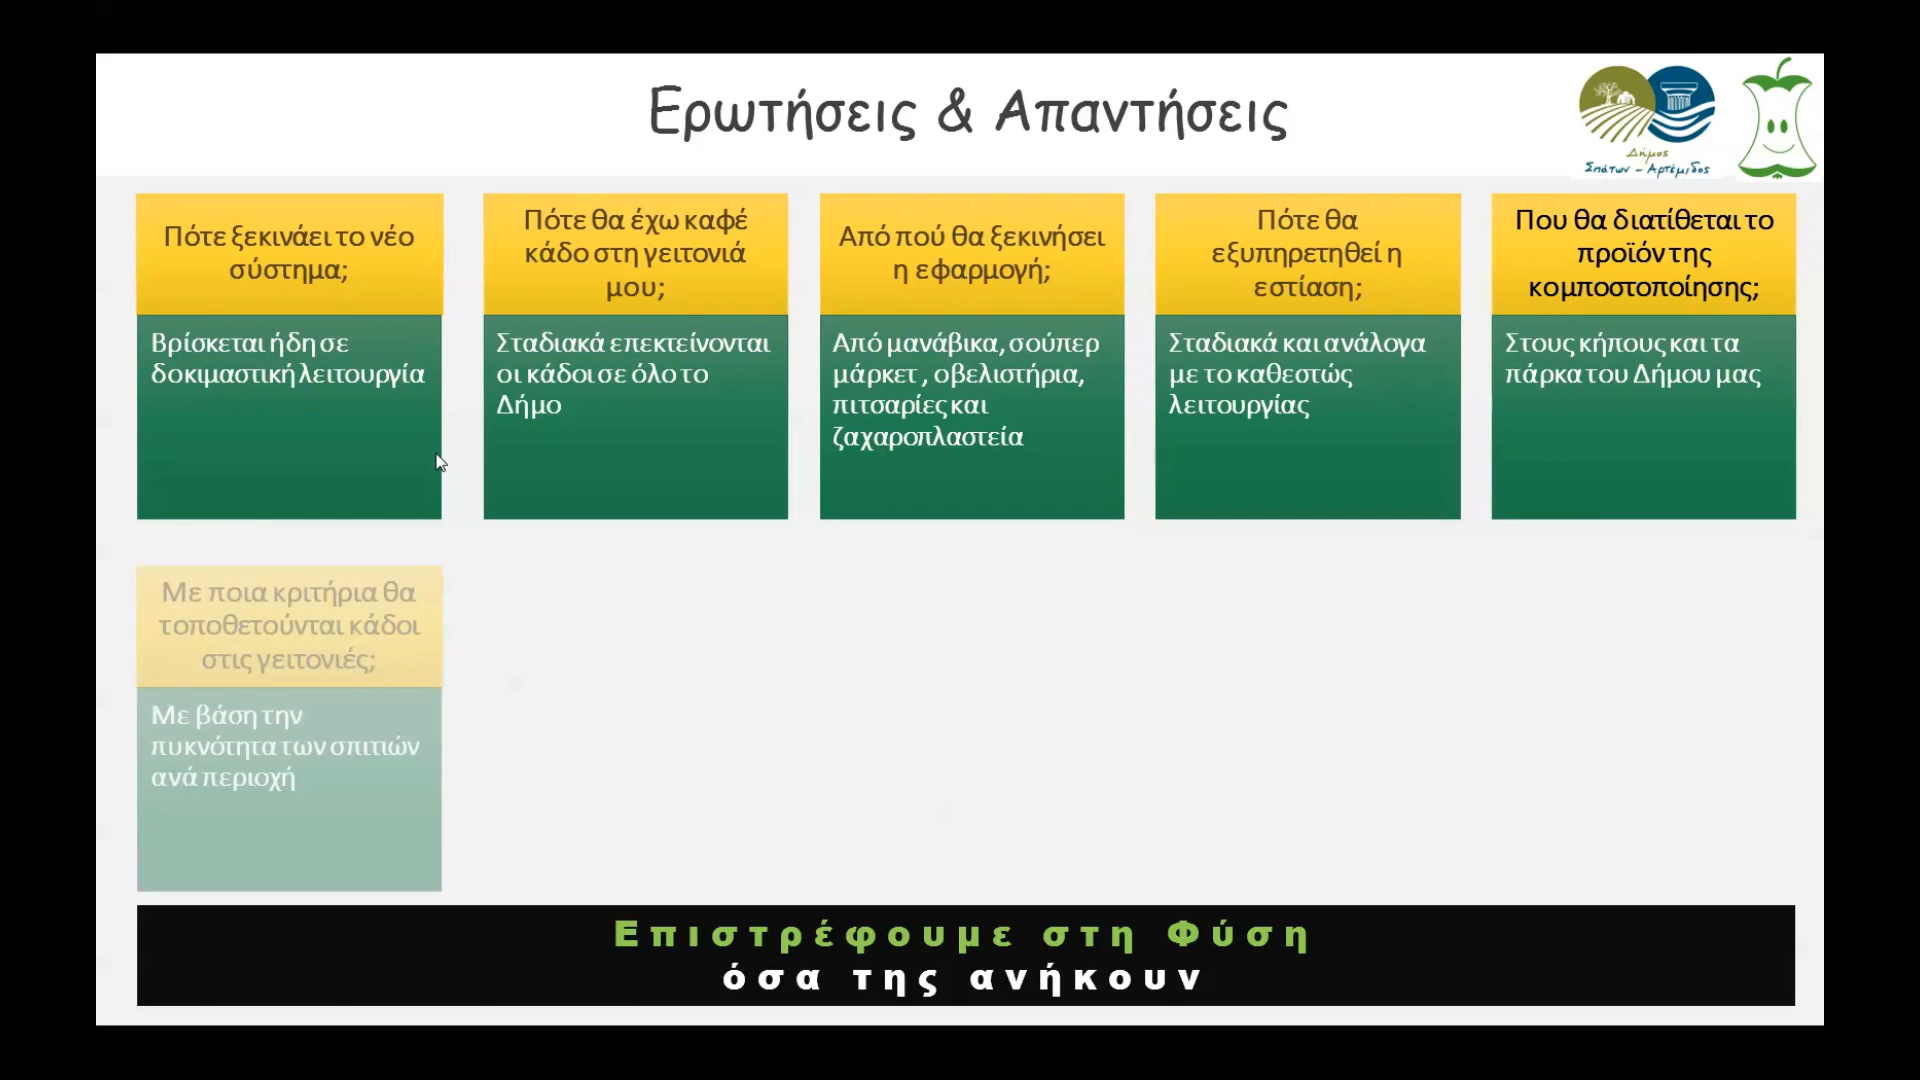 Ερωτήσεις & Απαντήσεις
Δήμος
Σπάτων - Αρτέμιδος
Πότε ξεκινάει το νέο
σύστημα;
Βρίσκεται ήδη σε
δοκιμαστική λειτουργία
Πότε θα έχω καφέ
κάδο στη γειτονιά
μου;
Σταδιακά επεκτείνονται
οι κάδοι σε όλο το
Δήμο
Από πού θα ξεκινήσει
η εφαρμογή;
Από μανάβικα, σούπερ
μάρκετ , οβελιστήρια,
πιτσαρίες και
ζαχαροπλαστεία
Πότε θα
εξυπηρετηθεί η
εστίαση;
Σταδιακά και ανάλογα
με το καθεστώς
λειτουργίας
Που θα διατίθεται το
προϊόν της
κομποστοποίησης;
Στους κήπους και τα
πάρκα του Δήμου μας
Με ποια κριτήρια θα
τοποθετούνται κάδοι
στις γειτονιές;
Με βάση την
πυκνότητα των σπιτιών
ανά περιοχή
Επιστρέφουμε στη Φύση
όσα της ανήκουν